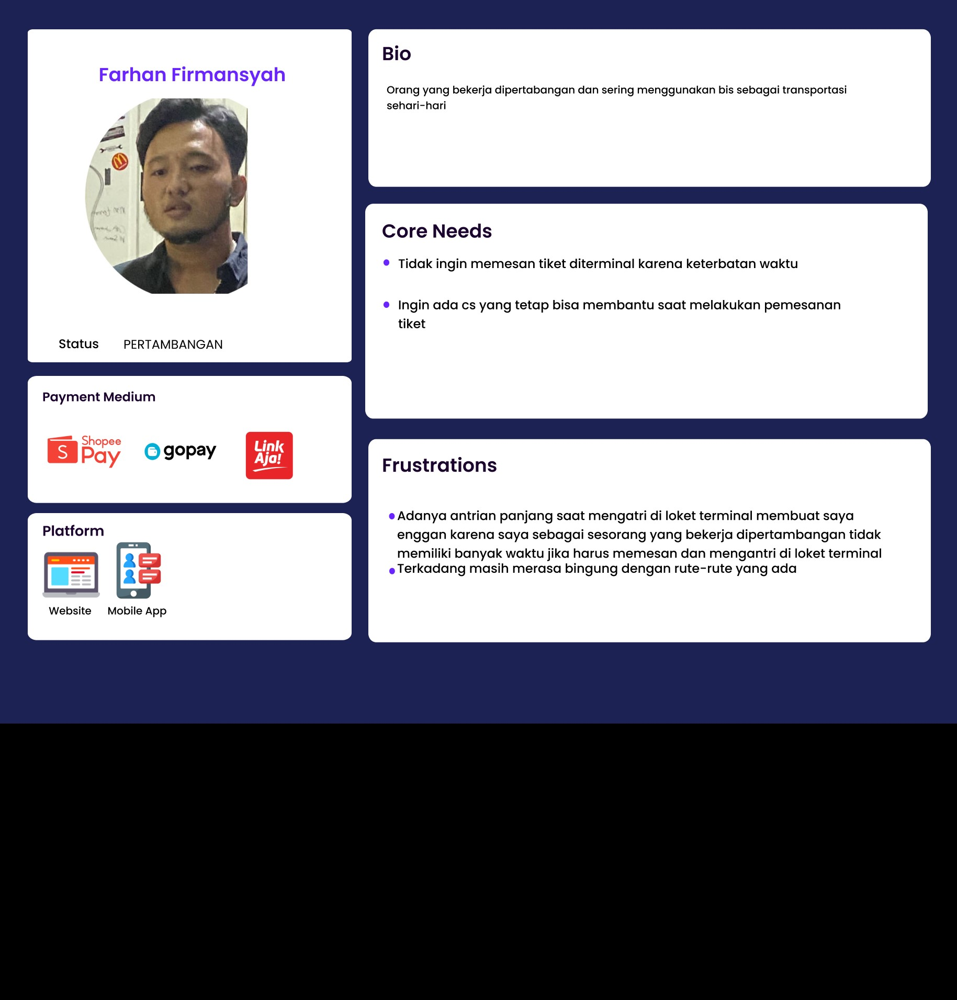 Farhan Firmansyah
Status PERTAMBANGAN
Payment Medium
S Shopee Pay
gopay
Link
Aja!
Platform
Website Mobile App
Bio
Orang yang bekerja dipertabangan dan sering menggunakan bis sebagai transportasi
sehari-hari
Core Needs
Tidak ingin memesan tiket diterminal karena keterbatan waktu
Ingin ada cs yang tetap bisa membantu saat melakukan pemesanan
tiket
Frustrations
Adanya antrian panjang saat mengatri di loket terminal membuat saya
enggan karena saya sebagai sesorang yang bekerja dipertambangan tidak
memiliki banyak waktu jika harus memesan dan mengantri di loket terminal
Terkadang masih merasa bingung dengan rute-rute yang ada